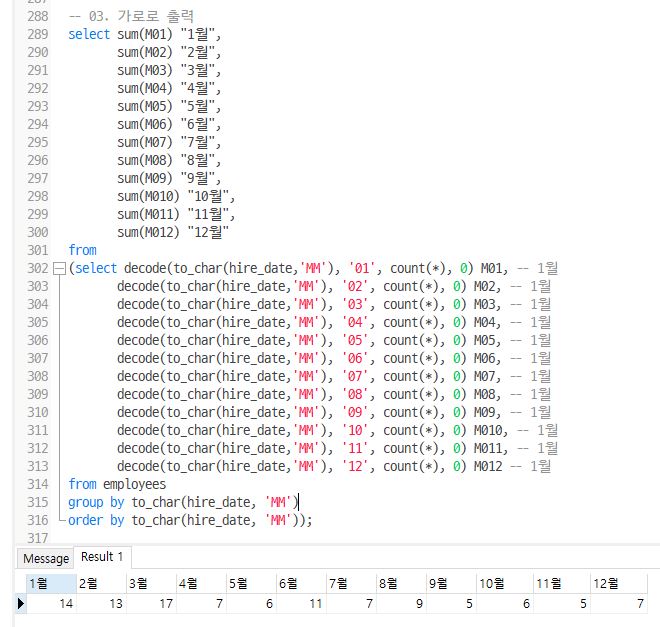 287
288 -- 03. 가로로 출력
289 select sum(M01) "1월",
290 sum(M02) "2월",
291 sum(M03) "3월",
292 sum(M04) "4월",
293 sum(M05) "5월",
294 sum(M06) "6월",
295 sum(M07) "7월",
296 sum(M08) "8월",
297 sum(M09) "9월",
298 sum(M010) "10월",
299 sum(M011) "11월",
300 sum(M012) "12월"
301 from
302 (select decode(to_char(hire_date,'MM'), '01', count(*), 0) M01, -- 1월
303 decode(to_char(hire_date,'MM'), '02', count(*), 0) M02, -- 1월
304 decode(to_char(hire_date,'MM'), '03', count(*), 0) M03, -- 1월
305 decode(to_char(hire_date,'MM'), '04', count(*), 0) M04, -- 1월
306 decode(to_char(hire_date,'MM'), '05', count(*), 0) M05, -- 1월
307 decode(to_char(hire_date,'MM'), '06', count(*), 0) M06, -- 1월
308 decode(to_char(hire_date,'MM'), '07', count(*), 0) M07, -- 1월
309 decode(to_char(hire_date,'MM'), '08', count(*), 0) M08, -- 1월
310 decode(to_char(hire_date,'MM'), '09', count(*), 0) M09, -- 1월
311 decode(to_char(hire_date,'MM'), '10', count(*), 0) M010, -- 1월
312 decode(to_char(hire_date,'MM'), '11', count(*), 0) M011, -- 1월
313 decode(to_char(hire_date,'MM'), '12', count(*), 0) M012 -- 1월
314 from employees
315 group by to_char(hire_date, 'MM')
316 order by to_char(hire_date, 'MM'));
317
Message Result 1
1월 2월 3월 4월 5월 6월 7월 8월 9월 10월 11월 12월
14 13 17 7 6 11 7 9 5 6 5 7